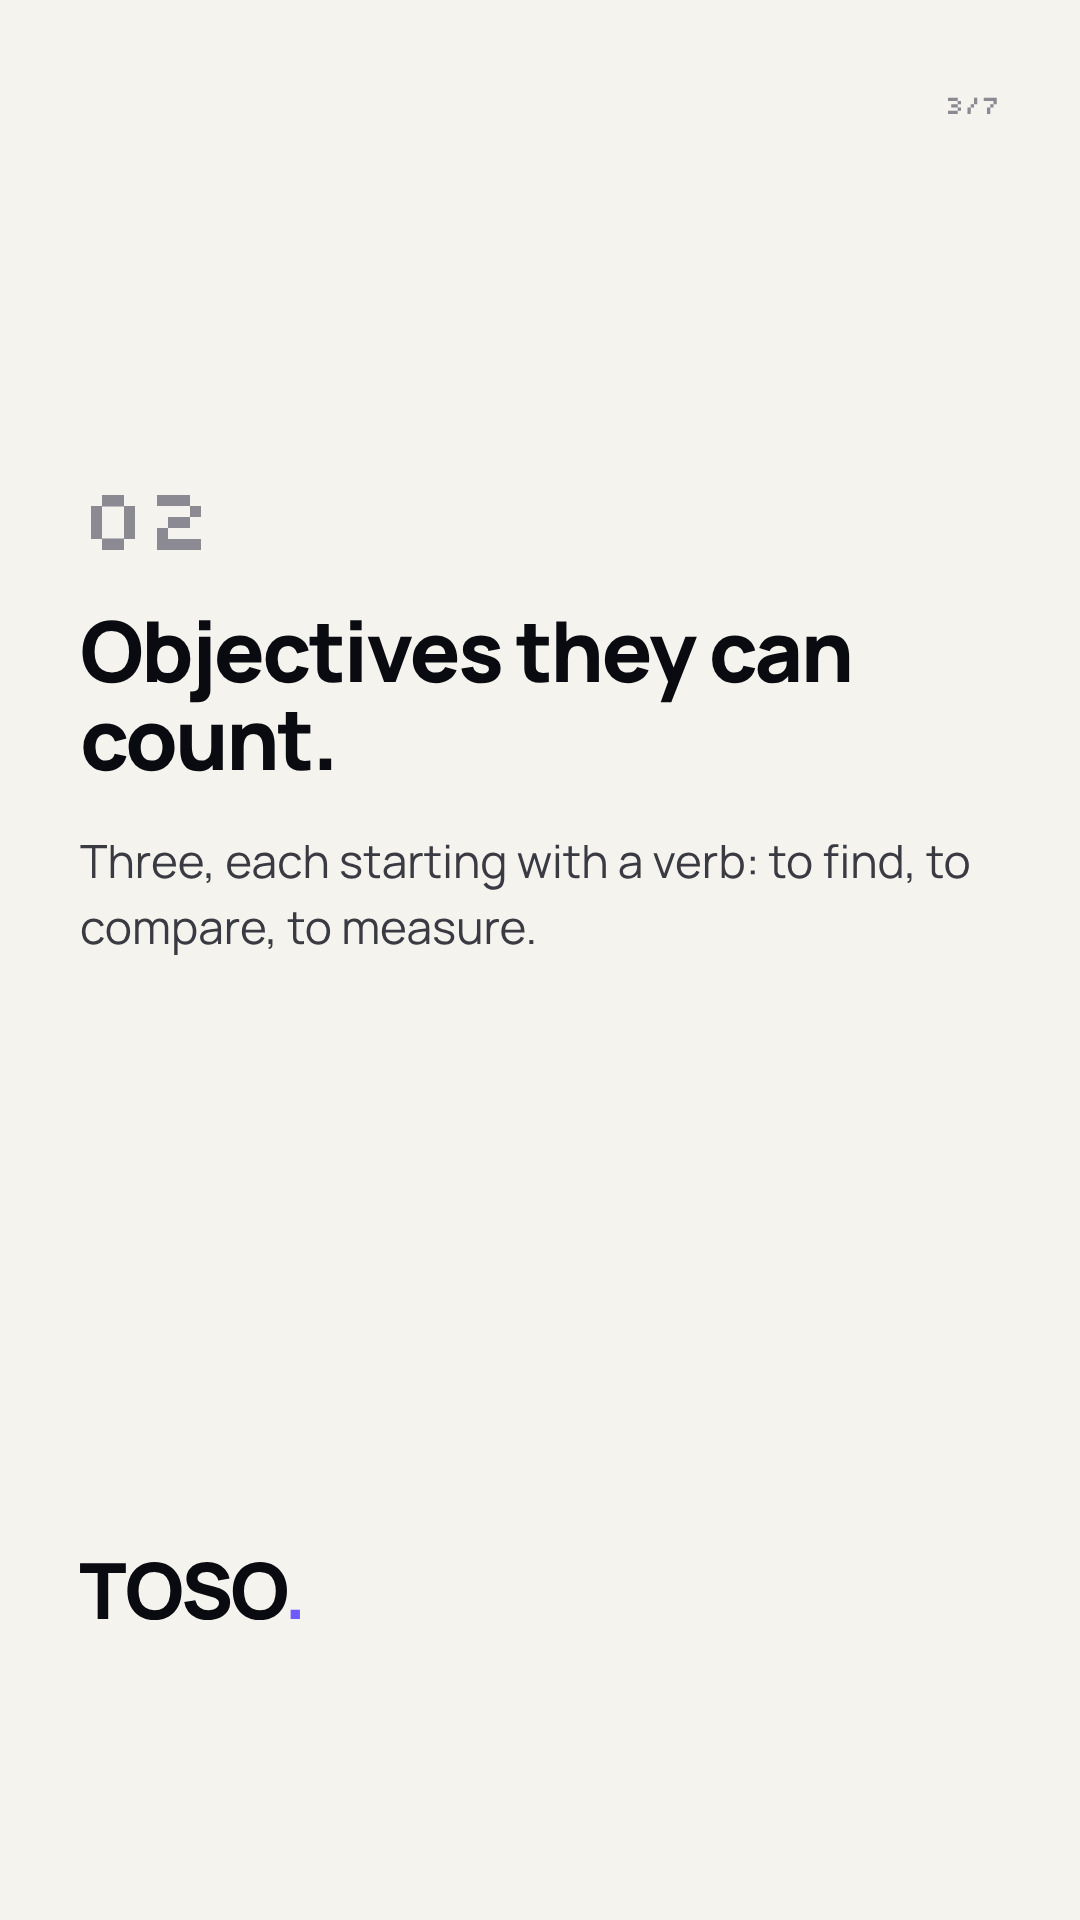 3/7
02
Objectives they can
count.
Three, each starting with a verb: to find, to
compare, to measure.
TOSO.